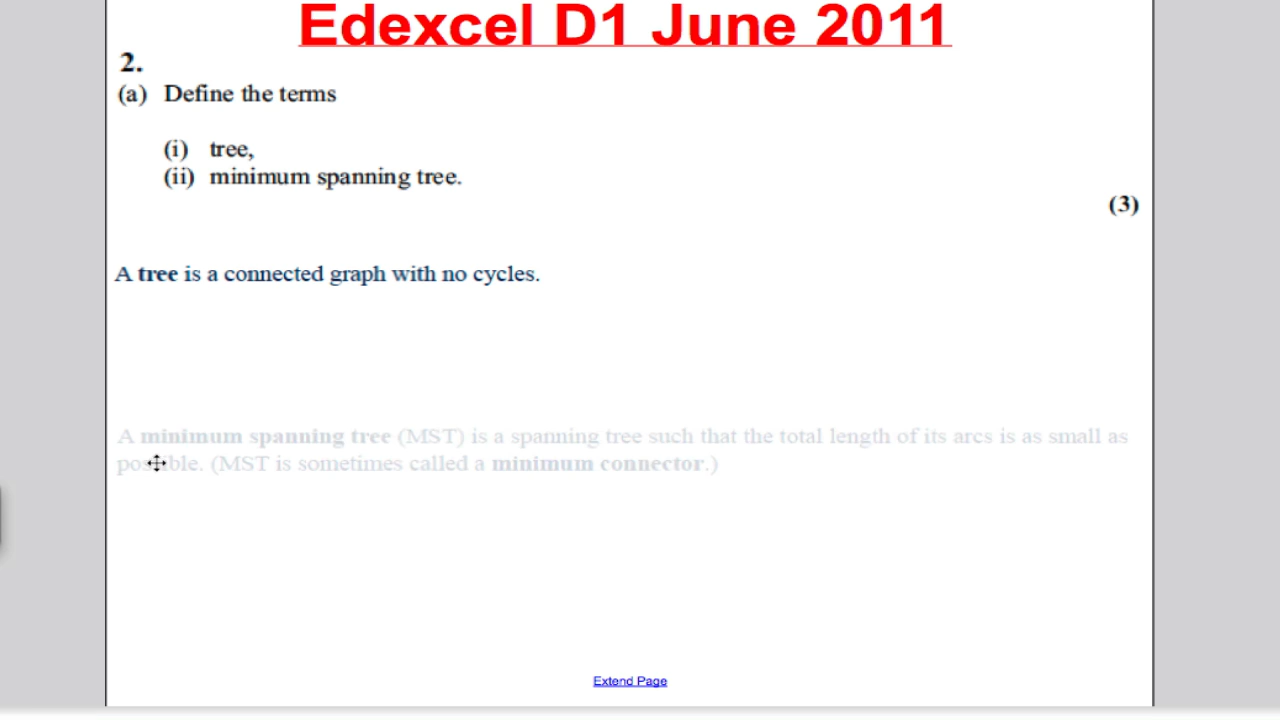 Edexcel D1 June 2011
2.
(a) Define the terms
(i) tree,
(ii) minimum spanning tree.
(3)
A tree is a connected graph with no cycles.
A minimum spanning tree (MST) is a spanning tree such that the total length of its arcs is as small as
possible. (MST is sometimes called a minimum connector.)
Extend Page